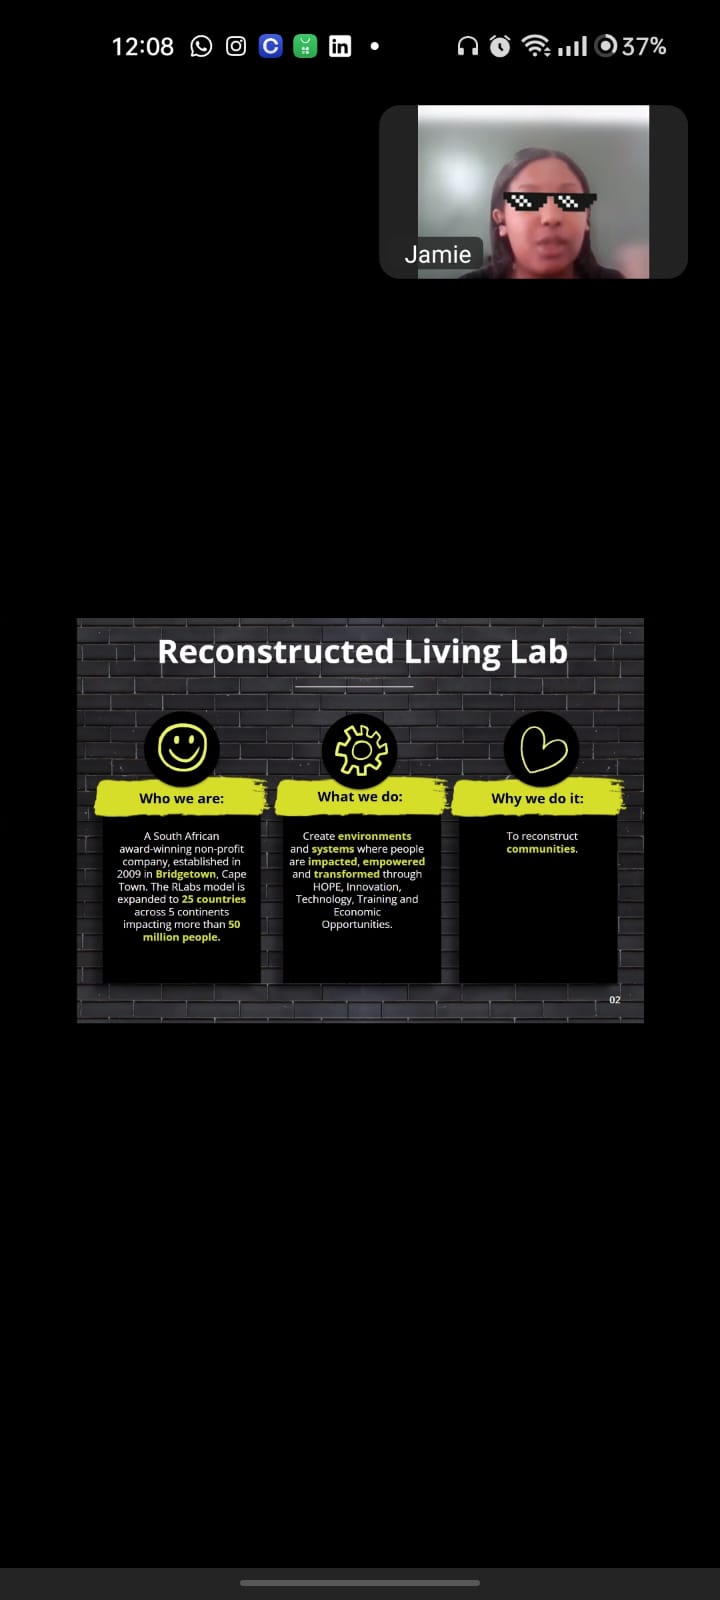 12:08
37%
Jamie
Reconstructed Living Lab
Who we are:
A South African
award-winning non-profit
company, established in
2009 in Bridgetown, Cape
Town. The RLabs model is
expanded to 25 countries
across 5 continents
impacting more than 50
million people.
What we do:
Create environments
and systems where people
are impacted, empowered
and transformed through
HOPE, Innovation,
Technology, Training and
Economic
Opportunities.
Why we do it:
To reconstruct
communities.
02